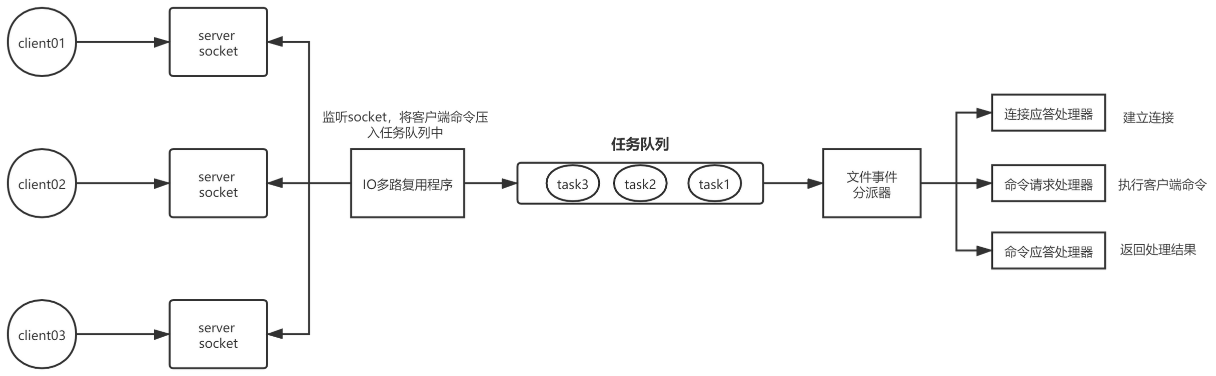 client01
server
socket
监听socket，将客户端命令压
入任务队列中
client02
server
socket
IO多路复用程序
任务队列
task3
task2
task1
文件事件
分派器
连接应答处理器
建立连接
命令请求处理器
执行客户端命令
命令应答处理器
返回处理结果
client03
server
socket